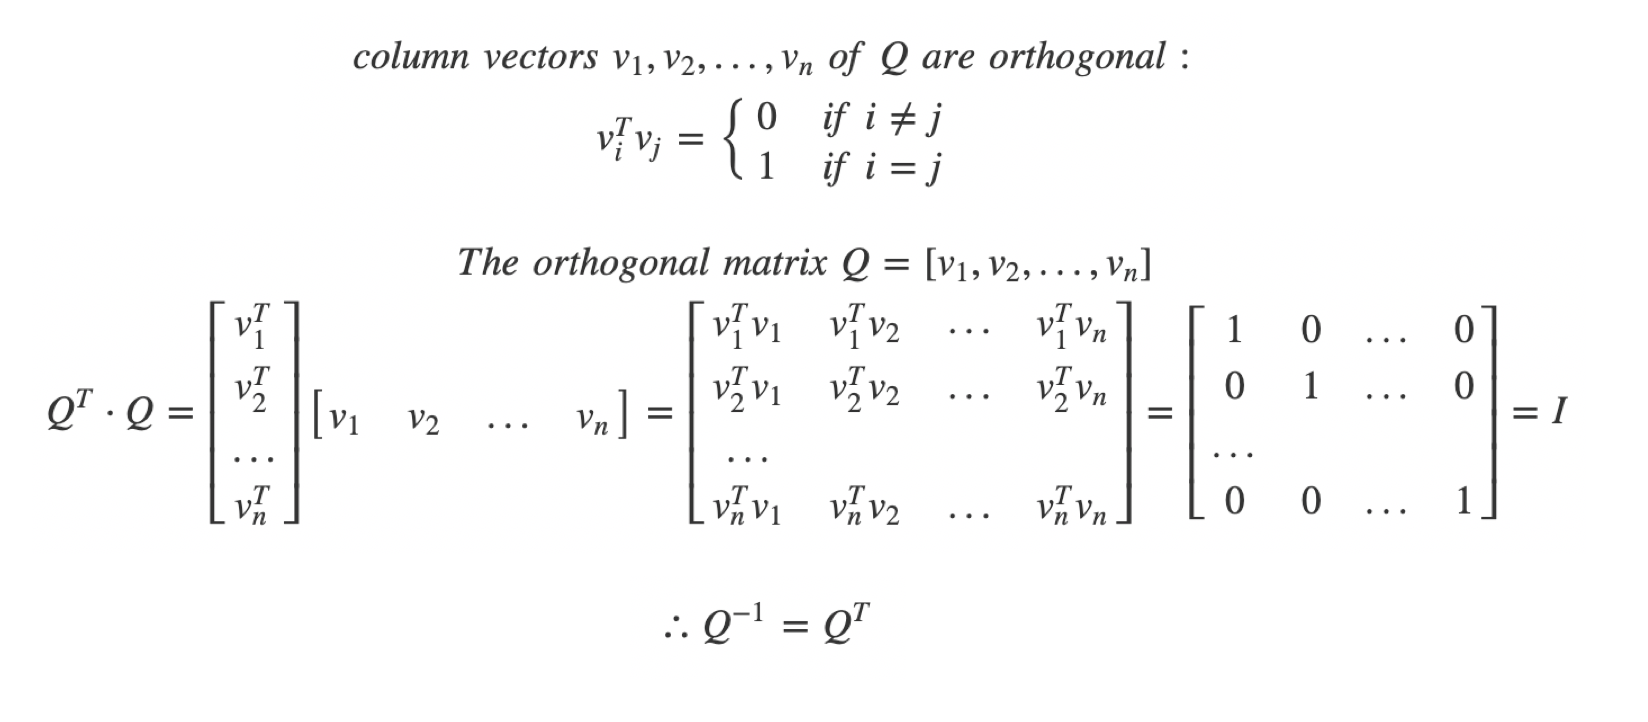 column vectors v₁, v₂, . . . , vₙ of Q are orthogonal :
vᵢᵀvⱼ = { 0 if i ≠ j
1 if i = j
The orthogonal matrix Q = [v₁, v₂, . . . , vₙ]
Qᵀ · Q = [ v₁ᵀ v₂ᵀ ... vₙᵀ ] [ v₁ v₂ ... vₙ ] = [ v₁ᵀv₁ v₁ᵀv₂ ... v₁ᵀvₙ v₂ᵀv₁ v₂ᵀv₂ ... v₂ᵀvₙ ... vₙᵀv₁ vₙᵀv₂ ... vₙᵀvₙ ] = [ 1 0 ... 0 0 1 ... 0 ... 0 0 ... 1 ] = I
∴ Q⁻¹ = Qᵀ